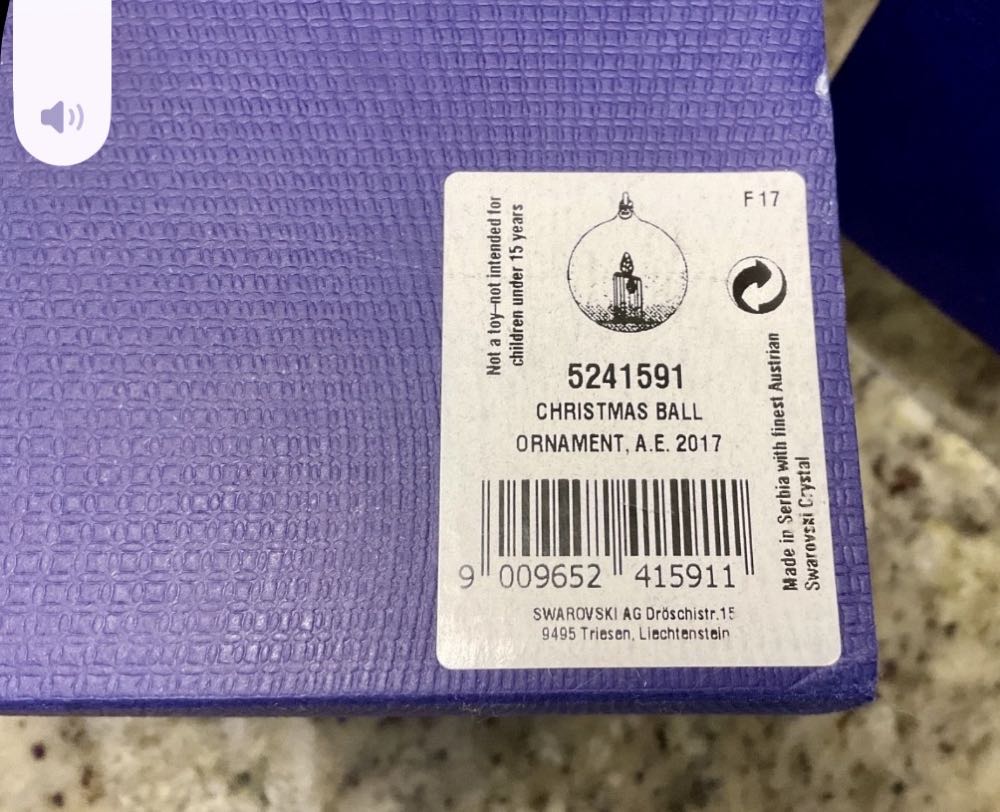 Not a toy–not intended for
children under 15 years
F 17
5241591
CHRISTMAS BALL
ORNAMENT, A.E. 2017
9 009652 415911
Made in Serbia with finest Austrian
Swarovski Crystal
SWAROVSKI AG Dröschistr.15
9495 Triesen, Liechtenstein